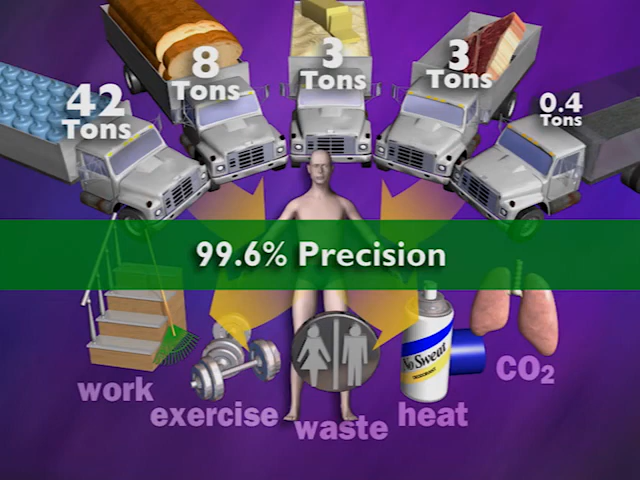 42
Tons
8
Tons
3
Tons
3
Tons
0.4
Tons
99.6% Precision
No Sweat
work
exercise
waste
heat
CO2